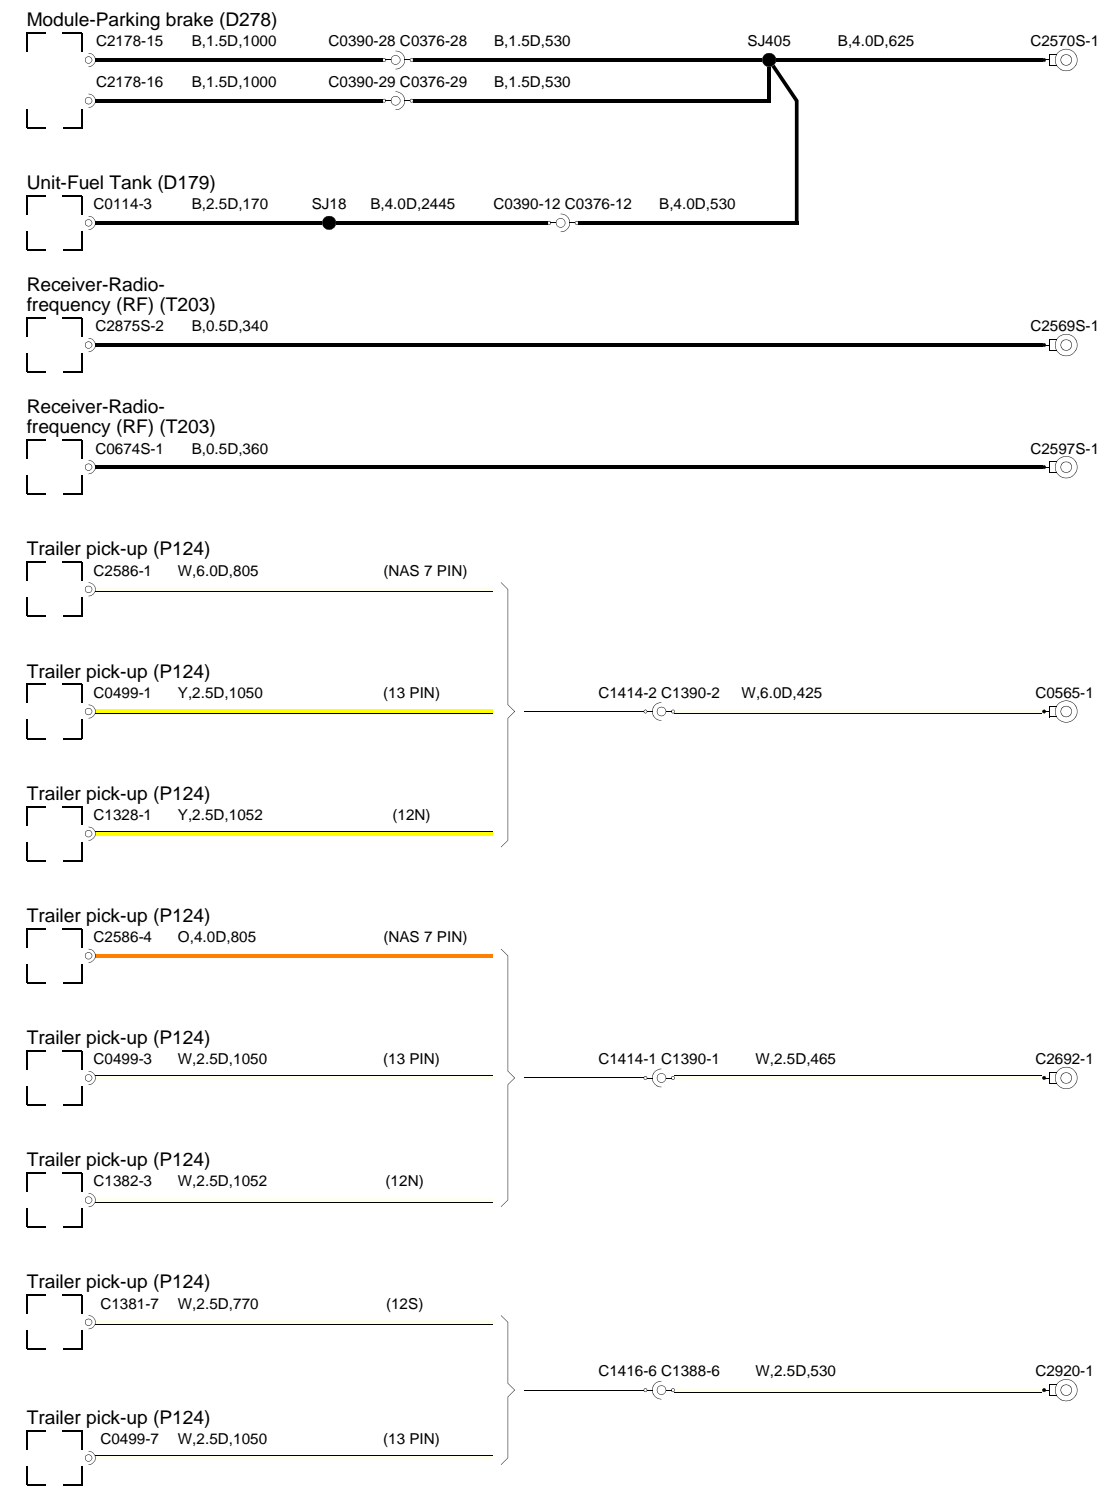 Module-Parking brake (D278)
C2178-15 B,1.5D,1000 C0390-28 C0376-28 B,1.5D,530 SJ405 B,4.0D,625 C2570S-1
C2178-16 B,1.5D,1000 C0390-29 C0376-29 B,1.5D,530
Unit-Fuel Tank (D179)
C0114-3 B,2.5D,170 SJ18 B,4.0D,2445 C0390-12 C0376-12 B,4.0D,530
Receiver-Radio-
frequency (RF) (T203)
C2875S-2 B,0.5D,340 C2569S-1
Receiver-Radio-
frequency (RF) (T203)
C0674S-1 B,0.5D,360 C2597S-1
Trailer pick-up (P124)
C2586-1 W,6.0D,805 (NAS 7 PIN)
Trailer pick-up (P124)
C0499-1 Y,2.5D,1050 (13 PIN) C1414-2 C1390-2 W,6.0D,425 C0565-1
Trailer pick-up (P124)
C1328-1 Y,2.5D,1052 (12N)
Trailer pick-up (P124)
C2586-4 O,4.0D,805 (NAS 7 PIN)
Trailer pick-up (P124)
C0499-3 W,2.5D,1050 (13 PIN) C1414-1 C1390-1 W,2.5D,465 C2692-1
Trailer pick-up (P124)
C1382-3 W,2.5D,1052 (12N)
Trailer pick-up (P124)
C1381-7 W,2.5D,770 (12S)
C1416-6 C1388-6 W,2.5D,530 C2920-1
Trailer pick-up (P124)
C0499-7 W,2.5D,1050 (13 PIN)